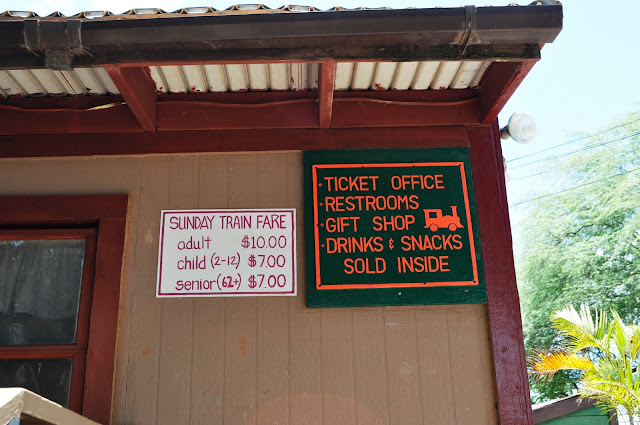 SUNDAY TRAIN FARE
adult $10.00
child (2-12) $7.00
senior (62+) $7.00
·TICKET OFFICE
·RESTROOMS
·GIFT SHOP
·DRINKS & SNACKS
SOLD INSIDE